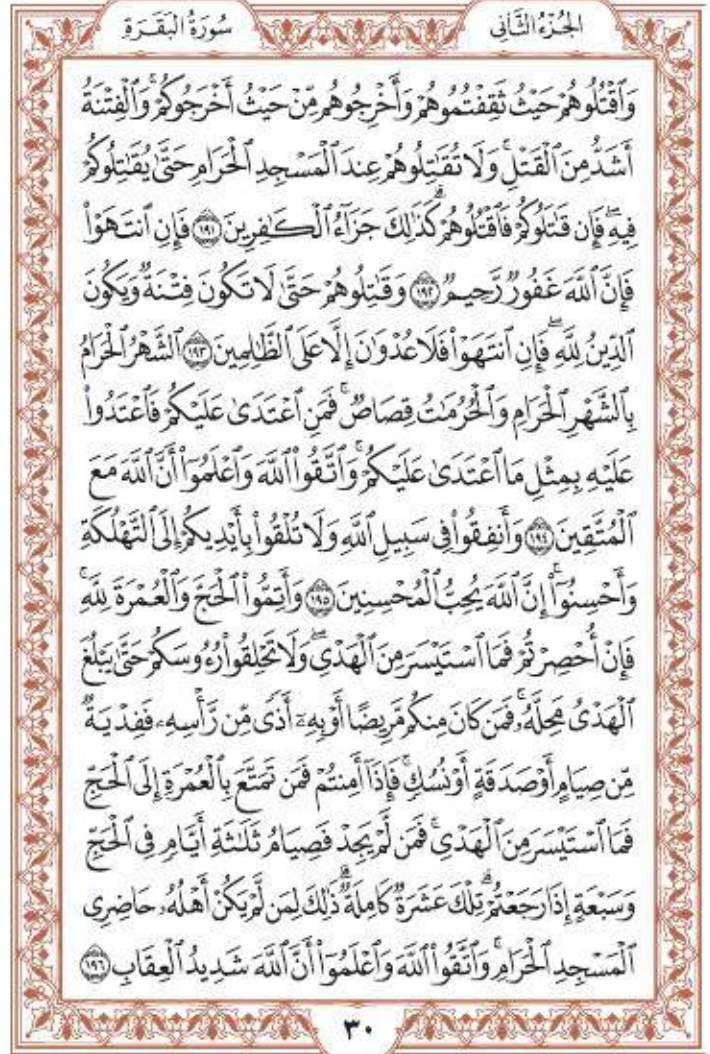 الجُزْءُ الثَّانِي
سُورَةُ الْبَقَرَةِ
وَٱقْتُلُوهُمْ حَيْثُ ثَقِفْتُمُوهُمْ وَأَخْرِجُوهُم مِّنْ حَيْثُ أَخْرَجُوكُمْ ۚ وَٱلْفِتْنَةُ
أَشَدُّ مِنَ ٱلْقَتْلِ ۚ وَلَا تُقَٰتِلُوهُمْ عِندَ ٱلْمَسْجِدِ ٱلْحَرَامِ حَتَّىٰ يُقَٰتِلُوكُمْ
فِيهِ ۖ فَإِن قَٰتَلُوكُمْ فَٱقْتُلُوهُمْ ۗ كَذَٰلِكَ جَزَآءُ ٱلْكَٰفِرِينَ ١٩١ فَإِنِ ٱنتَهَوْا۟
فَإِنَّ ٱللَّهَ غَفُورٌ رَّحِيمٌ ١٩٢ وَقَٰتِلُوهُمْ حَتَّىٰ لَا تَكُونَ فِتْنَةٌ وَيَكُونَ
ٱلدِّينُ لِلَّهِ ۖ فَإِنِ ٱنتَهَوْا۟ فَلَا عُدْوَٰنَ إِلَّا عَلَى ٱلظَّٰلِمِينَ ١٩٣ ٱلشَّهْرُ ٱلْحَرَامُ
بِٱلشَّهْرِ ٱلْحَرَامِ وَٱلْحُرُمَٰتُ قِصَاصٌ ۚ فَمَنِ ٱعْتَدَىٰ عَلَيْكُمْ فَٱعْتَدُوا۟
عَلَيْهِ بِمِثْلِ مَا ٱعْتَدَىٰ عَلَيْكُمْ ۚ وَٱتَّقُوا۟ ٱللَّهَ وَٱعْلَمُوٓا۟ أَنَّ ٱللَّهَ مَعَ
ٱلْمُتَّقِينَ ١٩٤ وَأَنفِقُوا۟ فِى سَبِيلِ ٱللَّهِ وَلَا تُلْقُوا۟ بِأَيْدِيكُمْ إِلَى ٱلتَّهْلُكَةِ
وَأَحْسِنُوٓا۟ ۛ إِنَّ ٱللَّهَ يُحِبُّ ٱلْمُحْسِنِينَ ١٩٥ وَأَتِمُّوا۟ ٱلْحَجَّ وَٱلْعُمْرَةَ لِلَّهِ ۚ
فَإِنْ أُحْصِرْتُمْ فَمَا ٱسْتَيْسَرَ مِنَ ٱلْهَدْىِ ۖ وَلَا تَحْلِقُوا۟ رُءُوسَكُمْ حَتَّىٰ يَبْلُغَ
ٱلْهَدْىُ مَحِلَّهُۥ ۚ فَمَن كَانَ مِنكُم مَّرِيضًا أَوْ بِهِۦٓ أَذًى مِّن رَّأْسِهِۦ فَفِدْيَةٌ
مِّن صِيَامٍ أَوْ صَدَقَةٍ أَوْ نُسُكٍ ۚ فَإِذَآ أَمِنتُمْ فَمَن تَمَتَّعَ بِٱلْعُمْرَةِ إِلَى ٱلْحَجِّ
فَمَا ٱسْتَيْسَرَ مِنَ ٱلْهَدْىِ ۚ فَمَن لَّمْ يَجِدْ فَصِيَامُ ثَلَٰثَةِ أَيَّامٍ فِى ٱلْحَجِّ
وَسَبْعَةٍ إِذَا رَجَعْتُمْ ۗ تِلْكَ عَشَرَةٌ كَامِلَةٌ ۗ ذَٰلِكَ لِمَن لَّمْ يَكُنْ أَهْلُهُۥ حَاضِرِى
ٱلْمَسْجِدِ ٱلْحَرَامِ ۚ وَٱتَّقُوا۟ ٱللَّهَ وَٱعْلَمُوٓا۟ أَنَّ ٱللَّهَ شَدِيدُ ٱلْعِقَابِ ١٩٦
٣٠